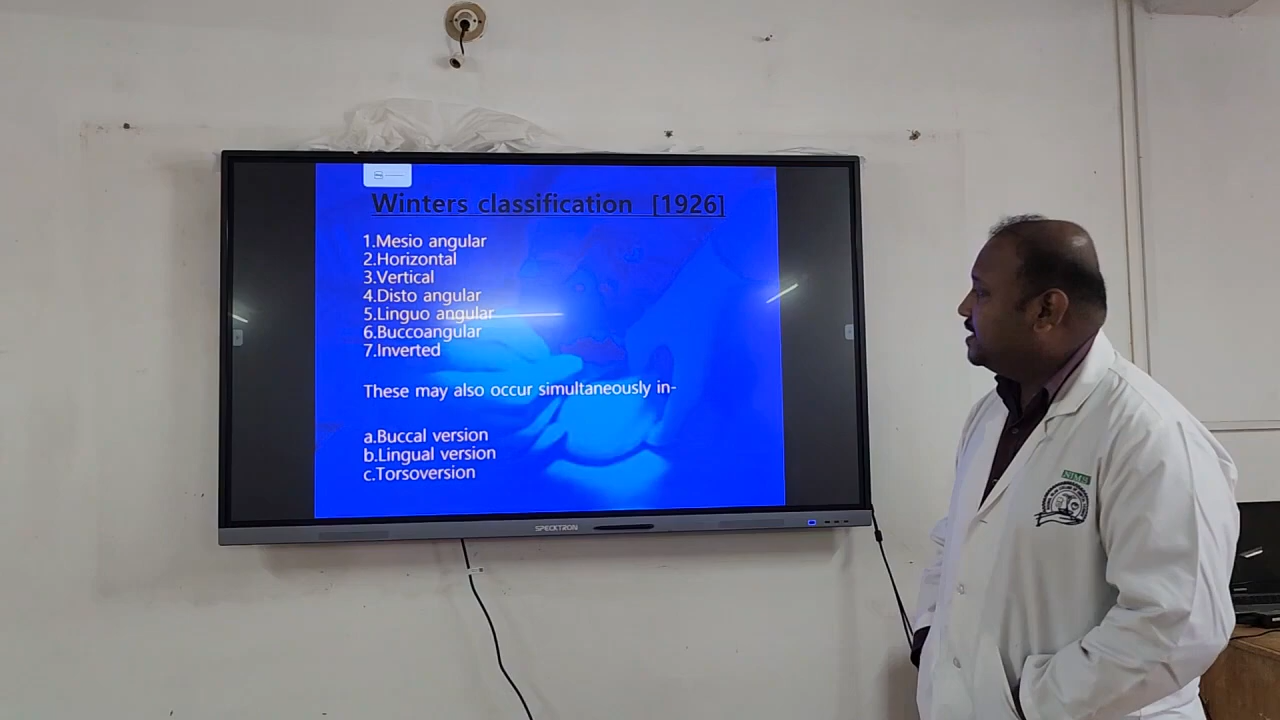 Winters classification [1926]
1.Mesio angular
2.Horizontal
3.Vertical
4.Disto angular
5.Linguo angular
6.Buccoangular
7.Inverted
These may also occur simultaneously in-
a.Buccal version
b.Lingual version
c.Torsoversion
SPECKTRON
NIMS